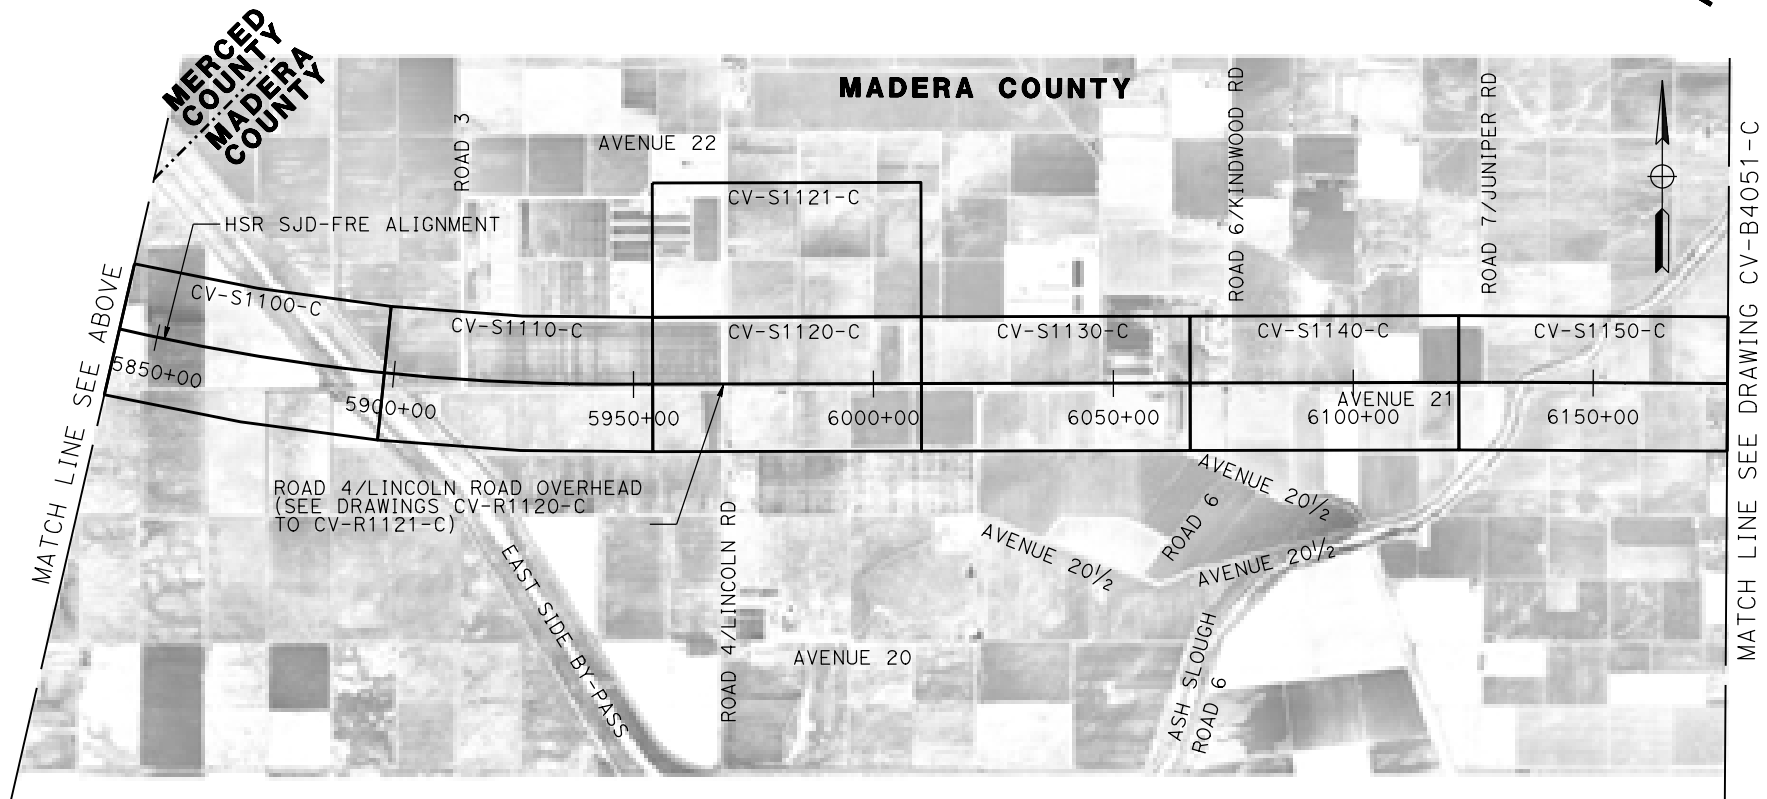 MERCED
COUNTY
MADERA
COUNTY
MADERA COUNTY
ROAD 3
AVENUE 22
ROAD 6/KINDWOOD RD
ROAD 7/JUNIPER RD
HSR SJD-FRE ALIGNMENT
CV-S1121-C
CV-S1100-C
CV-S1110-C
CV-S1120-C
CV-S1130-C
CV-S1140-C
CV-S1150-C
MATCH LINE SEE ABOVE
MATCH LINE SEE DRAWING CV-B4051-C
5850+00
5900+00
5950+00
6000+00
6050+00
AVENUE 21
6100+00
6150+00
ROAD 4/LINCOLN ROAD OVERHEAD
(SEE DRAWINGS CV-R1120-C
TO CV-R1121-C)
EAST SIDE BY-PASS
ROAD 4/LINCOLN RD
AVENUE 20
AVENUE 20½
ROAD 6
AVENUE 20½
AVENUE 20½
ASH SLOUGH
ROAD 6